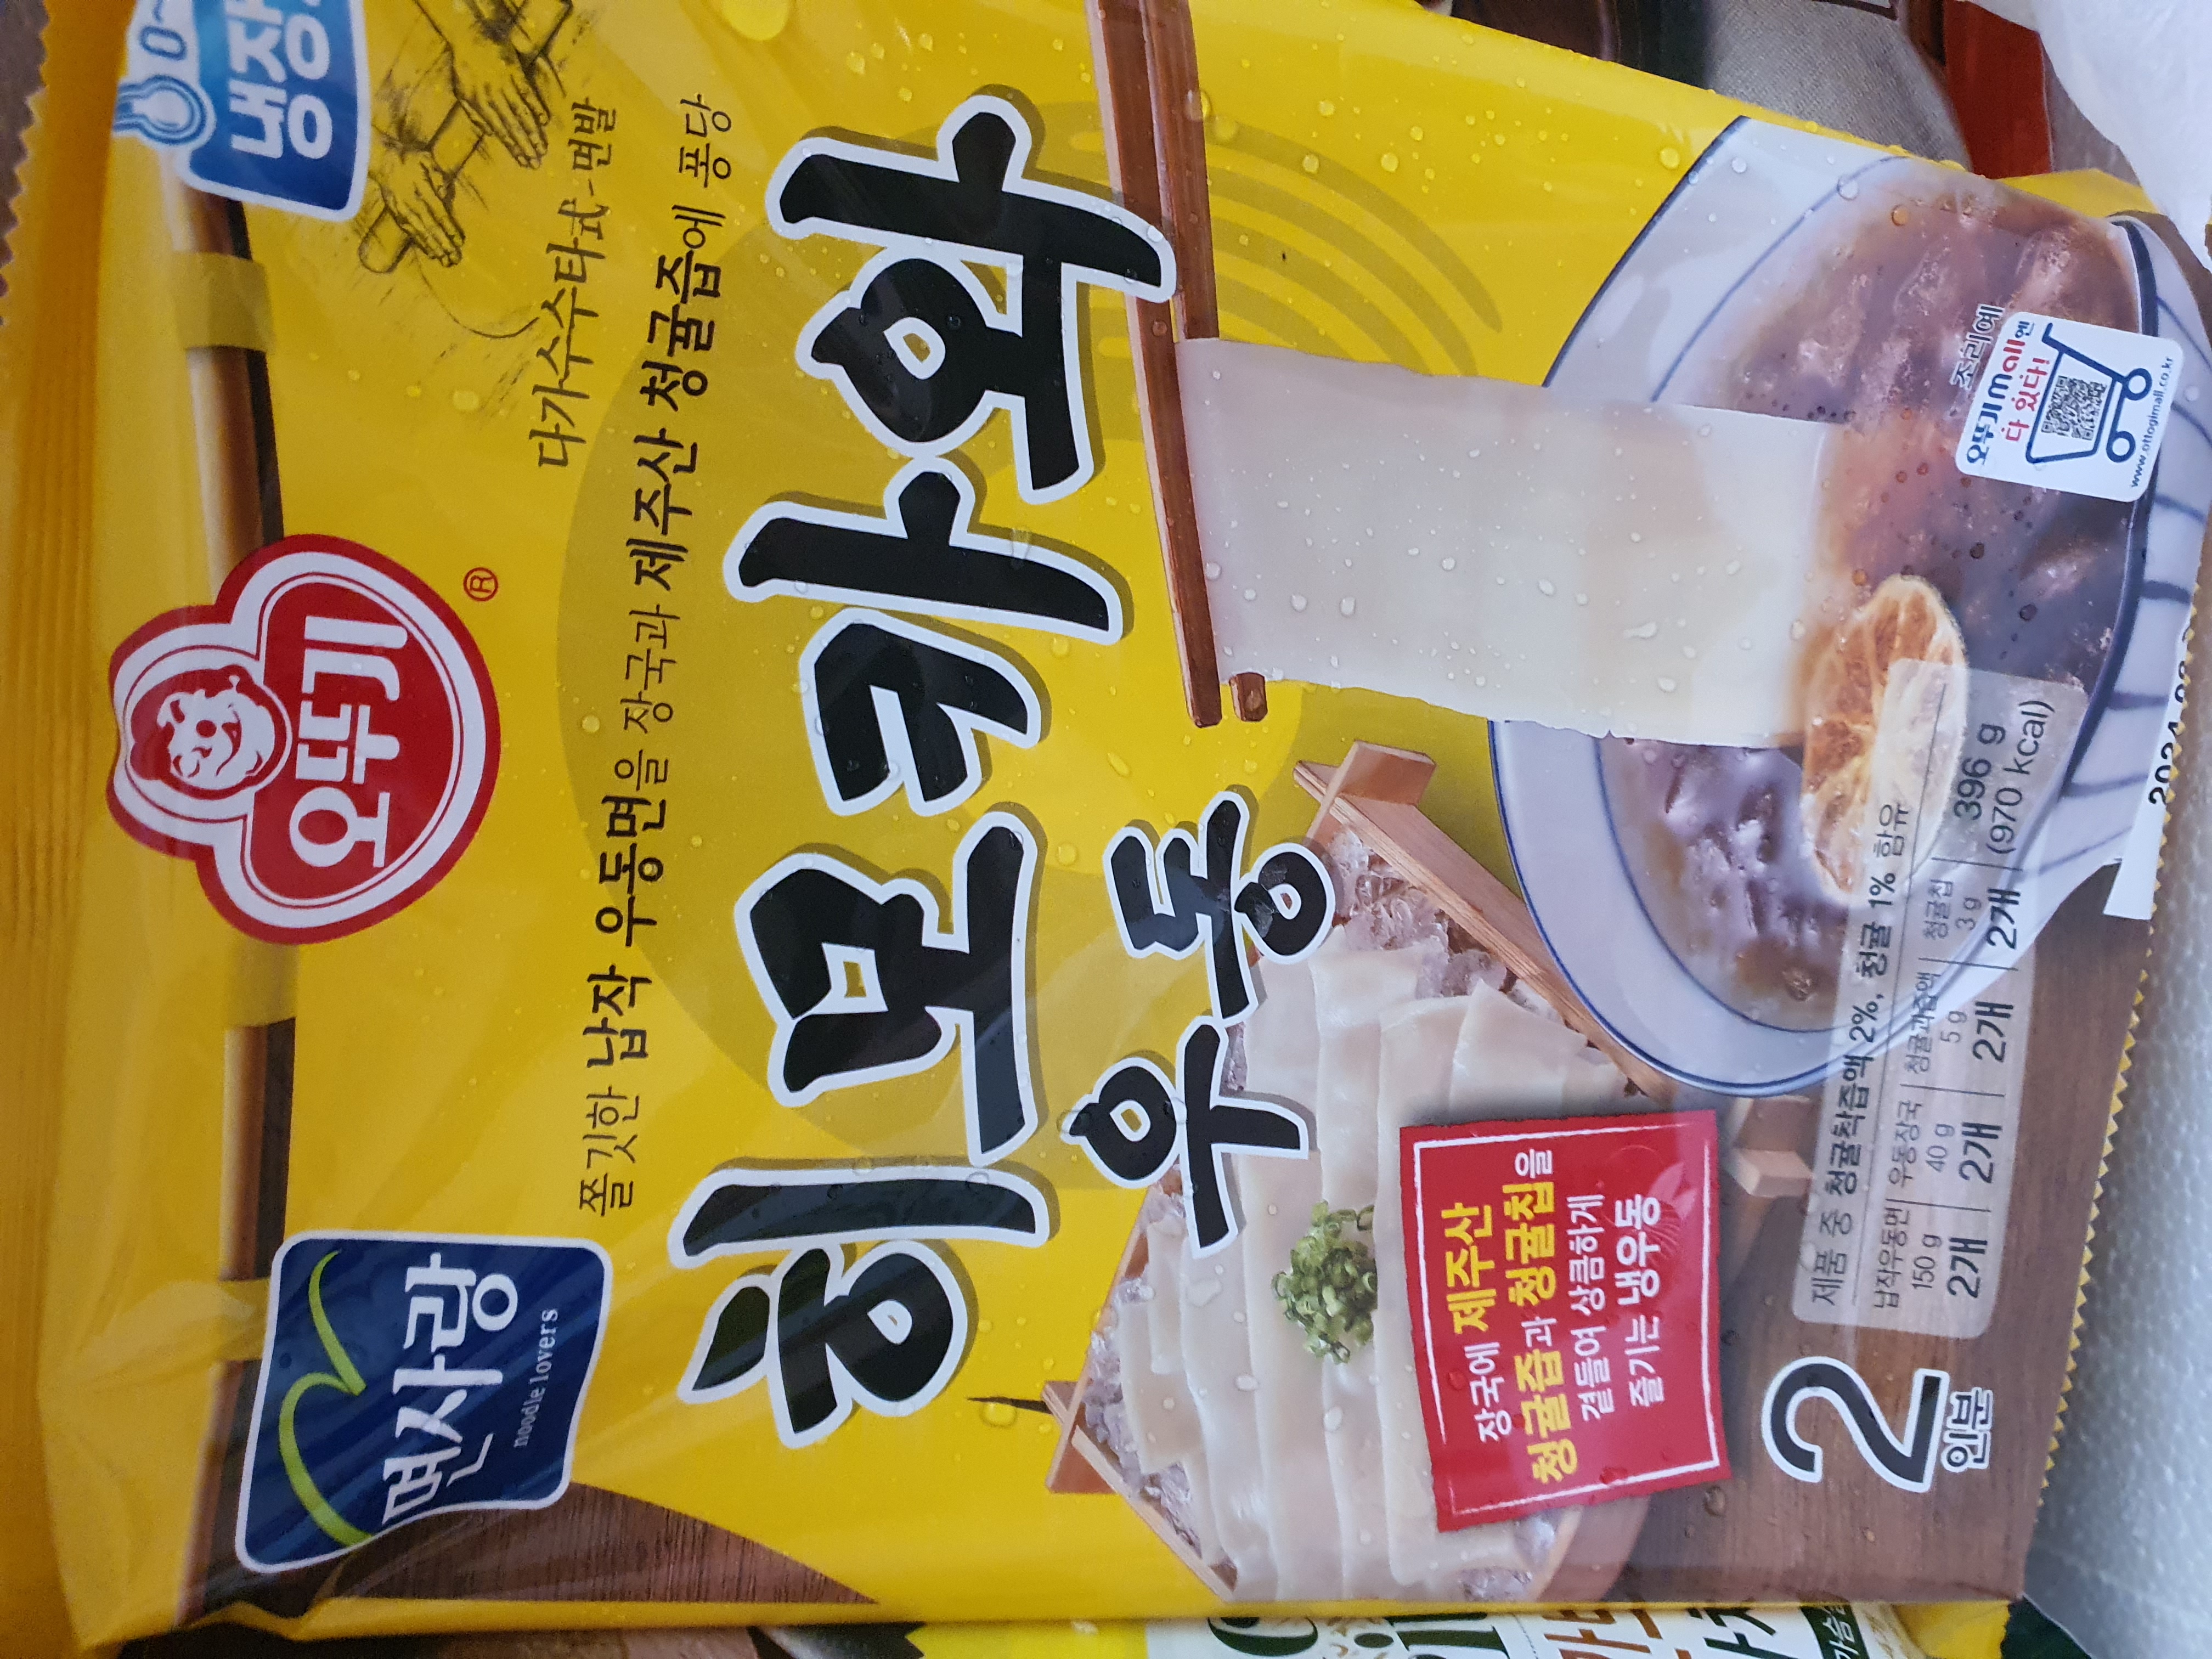 냉장
0~
오뚜기
®
면사랑
noodle lovers
다가수수타式-면발
쫄깃한 납작 우동면을 장국과 제주산 청귤즙에 퐁당
히모카와
우동
장국에 제주산
청귤즙과 청귤칩을
곁들여 상큼하게
즐기는 냉우동
조리예
오뚜기mall엔
다 있다!
www.ottogimall.co.kr
2
인분
제품 중 청귤착즙액 2%, 청귤 1% 함유
납작우동면 우동장국 청귤과즙액 청귤칩
150 g 40 g 5 g 3 g 396 g
2개 2개 2개 2개 (970 kcal)